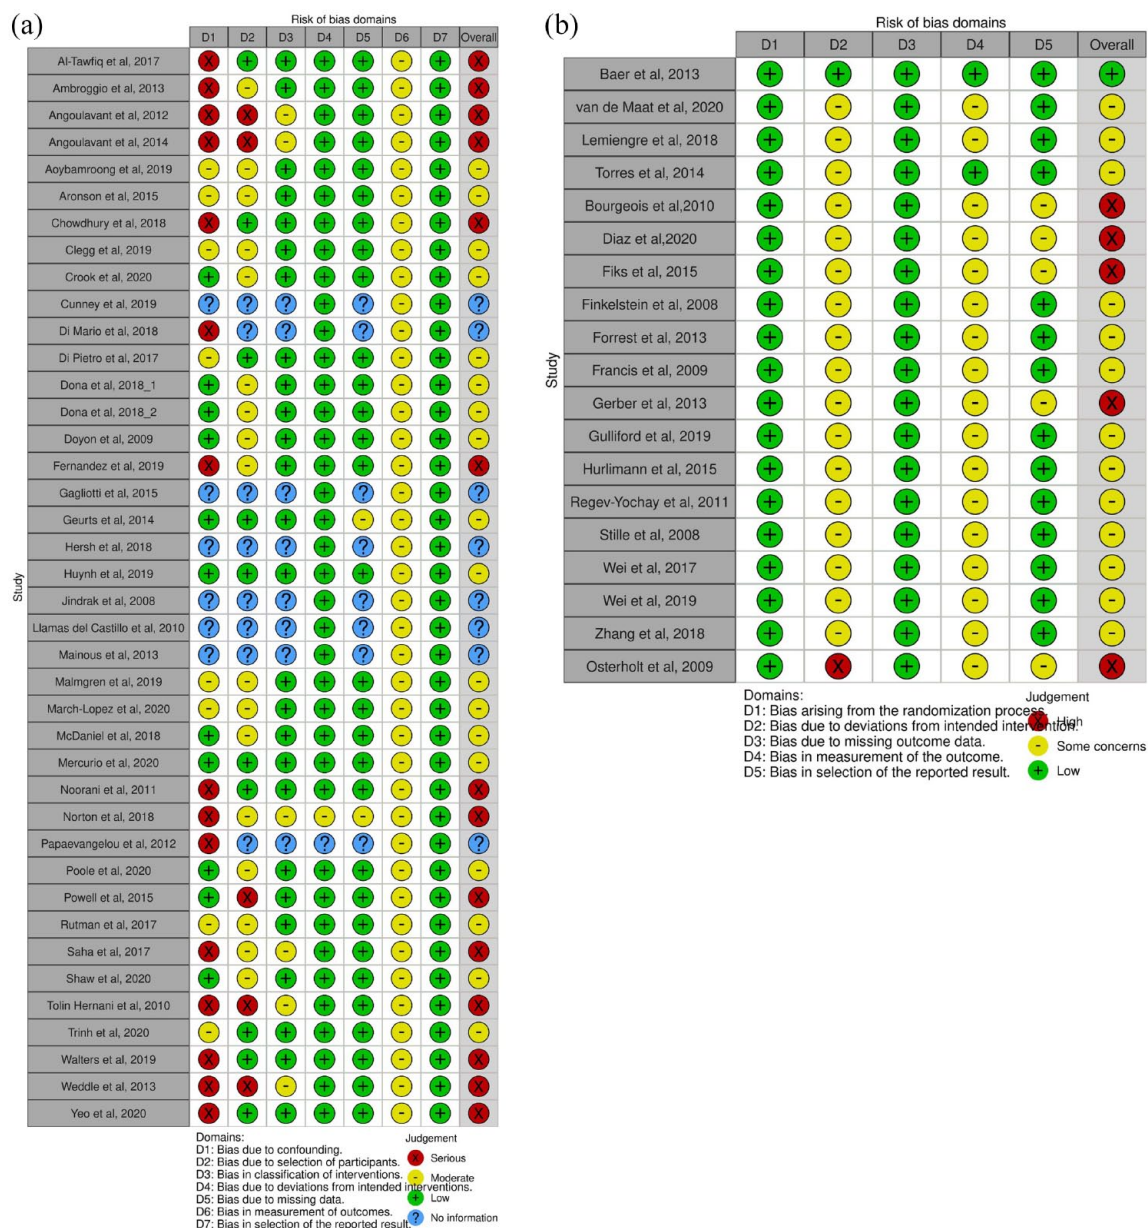 (a)
Risk of bias domains
D1 D2 D3 D4 D5 D6 D7 Overall
Study
Al-Tawfiq et al, 2017 X + + + + - + X
Ambroggio et al, 2013 X - + + + - + X
Angoulavant et al, 2012 X X - + + - + X
Angoulavant et al, 2014 X X - + + - + X
Aoybamroong et al, 2019 - - + + + - + -
Aronson et al, 2015 - - + + + - + -
Chowdhury et al, 2018 X + + + + - + X
Clegg et al, 2019 - - + + + - + -
Crook et al, 2020 + - + + + - + -
Cunney et al, 2019 ? ? ? + ? - + ?
Di Mario et al, 2018 X ? ? + ? - + ?
Di Pietro et al, 2017 - + + + + - + -
Dona et al, 2018_1 + - + + + - + -
Dona et al, 2018_2 + - + + + - + -
Doyon et al, 2009 + - + + + - + -
Fernandez et al, 2019 X - + + + - + X
Gagliotti et al, 2015 ? ? ? + ? - + ?
Geurts et al, 2014 + + + + - - + -
Hersh et al, 2018 ? ? ? + ? - + ?
Huynh et al, 2019 + + + + + - + -
Jindrak et al, 2008 ? ? ? + ? - + ?
Llamas del Castillo et al, 2010 ? ? ? + ? - + ?
Mainous et al, 2013 ? ? ? + ? - + ?
Malmgren et al, 2019 - - + + + - + -
March-Lopez et al, 2020 - - + + + - + -
McDaniel et al, 2018 + - + + + - + -
Mercurio et al, 2020 + + + + + - + -
Noorani et al, 2011 X + + + + - + X
Norton et al, 2018 X - - - - - + X
Papaevangelou et al, 2012 X ? ? ? ? - + ?
Poole et al, 2020 + - + + + - + -
Powell et al, 2015 + X + + + - + X
Rutman et al, 2017 - - + + + - + -
Saha et al, 2017 X - - + + - + X
Shaw et al, 2020 + - + + + - + -
Tolin Hernani et al, 2010 X X - + + - + X
Trinh et al, 2020 - + + + + - + -
Walters et al, 2019 X + + + + - + X
Weddle et al, 2013 X X - + + - + X
Yeo et al, 2020 X + + + + - + X
Domains:
D1: Bias due to confounding.
D2: Bias due to selection of participants.
D3: Bias in classification of interventions.
D4: Bias due to deviations from intended interventions.
D5: Bias due to missing data.
D6: Bias in measurement of outcomes.
D7: Bias in selection of the reported result.
Judgement
X Serious
- Moderate
+ Low
? No information
(b)
Risk of bias domains
D1 D2 D3 D4 D5 Overall
Study
Baer et al, 2013 + + + + + +
van de Maat et al, 2020 + - + - + -
Lemiengre et al, 2018 + - + - + -
Torres et al, 2014 + - + + + -
Bourgeois et al,2010 + - + - - X
Diaz et al,2020 + - + - - X
Fiks et al, 2015 + - + - - X
Finkelstein et al, 2008 + - + - + -
Forrest et al, 2013 + - + - + -
Francis et al, 2009 + - + - + -
Gerber et al, 2013 + - + - - X
Gulliford et al, 2019 + - + - + -
Hurlimann et al, 2015 + - + - + -
Regev-Yochay et al, 2011 + - + - + -
Stille et al, 2008 + - + - + -
Wei et al, 2017 + - + - + -
Wei et al, 2019 + - + - + -
Zhang et al, 2018 + - + - + -
Osterholt et al, 2009 + X + - - X
Domains:
D1: Bias arising from the randomization process.
D2: Bias due to deviations from intended intervention.
D3: Bias due to missing outcome data.
D4: Bias in measurement of the outcome.
D5: Bias in selection of the reported result.
Judgement
X High
- Some concerns
+ Low